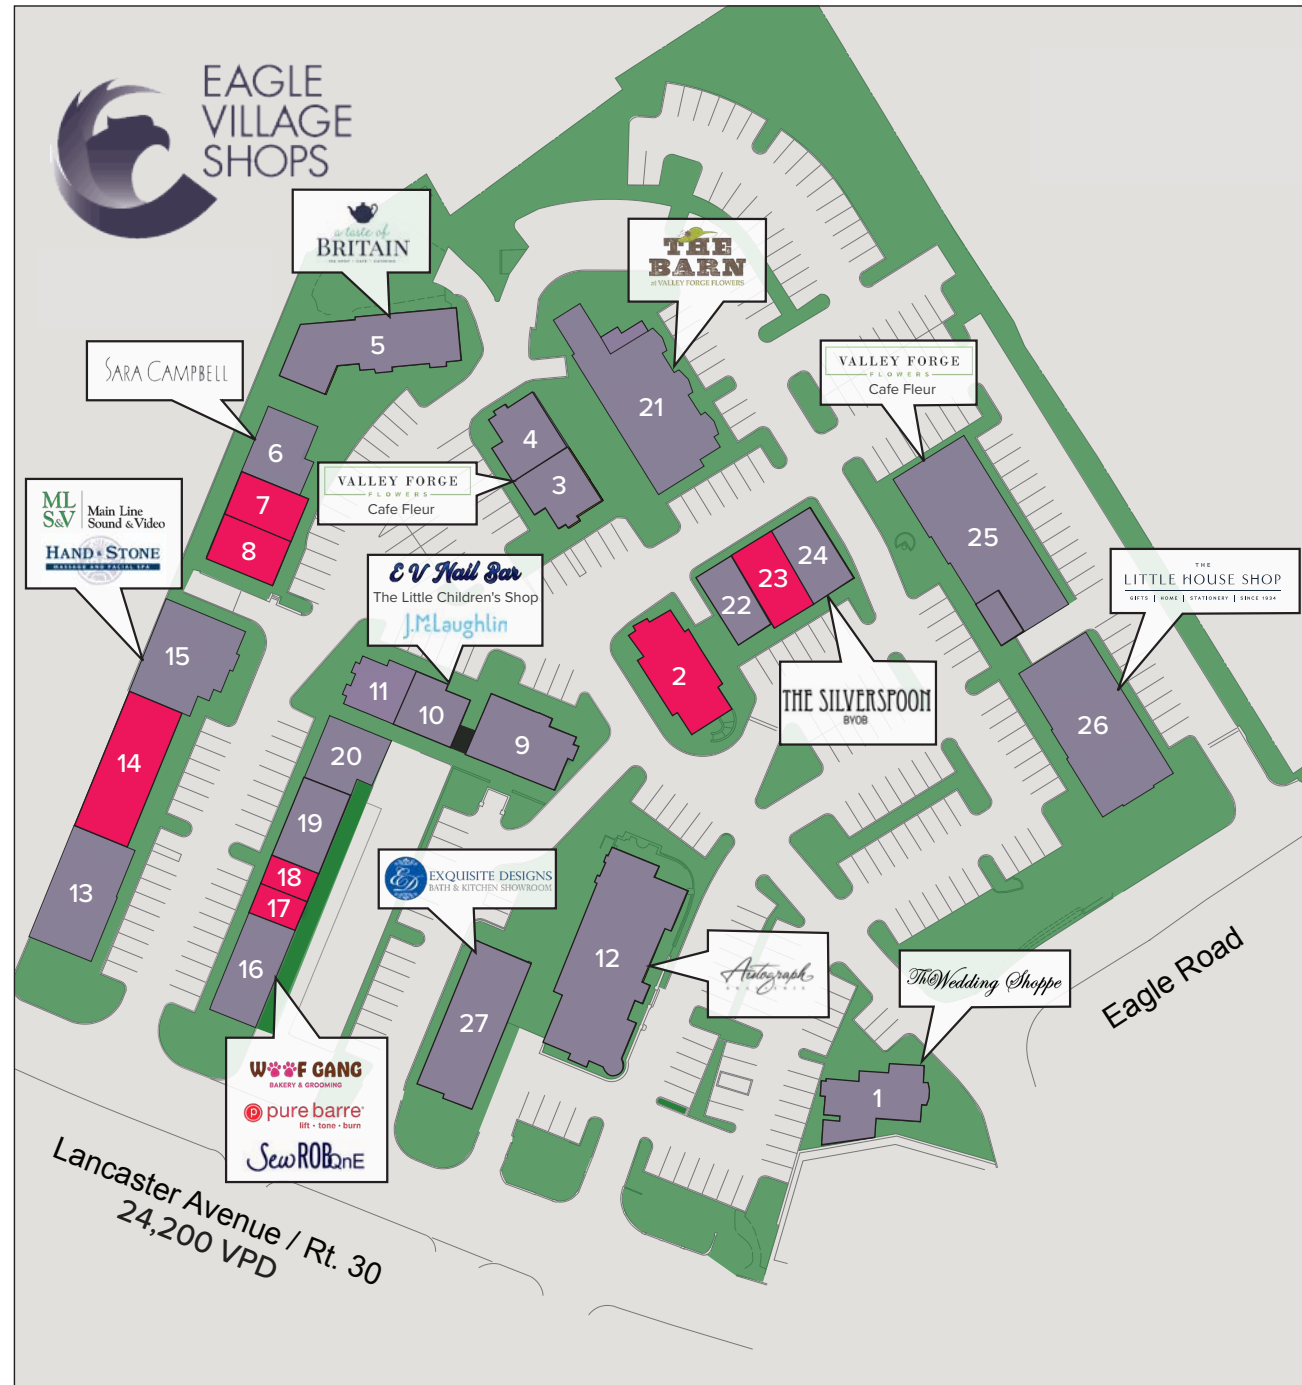 EAGLE
VILLAGE
SHOPS
a taste of
BRITAIN
THE BARN
at VALLEY FORGE FLOWERS
SARA CAMPBELL
VALLEY FORGE
FLOWERS
Cafe Fleur
VALLEY FORGE
FLOWERS
Cafe Fleur
ML
S&V
Main Line
Sound & Video
HAND & STONE
MASSAGE AND FACIAL SPA
EV Nail Bar
The Little Children's Shop
J.McLaughlin
THE
LITTLE HOUSE SHOP
GIFTS | HOME | STATIONERY | SINCE 1934
THE SILVERSPOON
BYOB
ED
EXQUISITE DESIGNS
BATH & KITCHEN SHOWROOM
Autograph
The Wedding Shoppe
WOOF GANG
BAKERY & GROOMING
p pure barre
lift • tone • burn
Sew ROB QnE
5
6
7
8
4
3
21
25
24
23
22
2
26
15
14
13
11
10
9
20
19
18
17
16
27
12
1
Eagle Road
Lancaster Avenue / Rt. 30
24,200 VPD